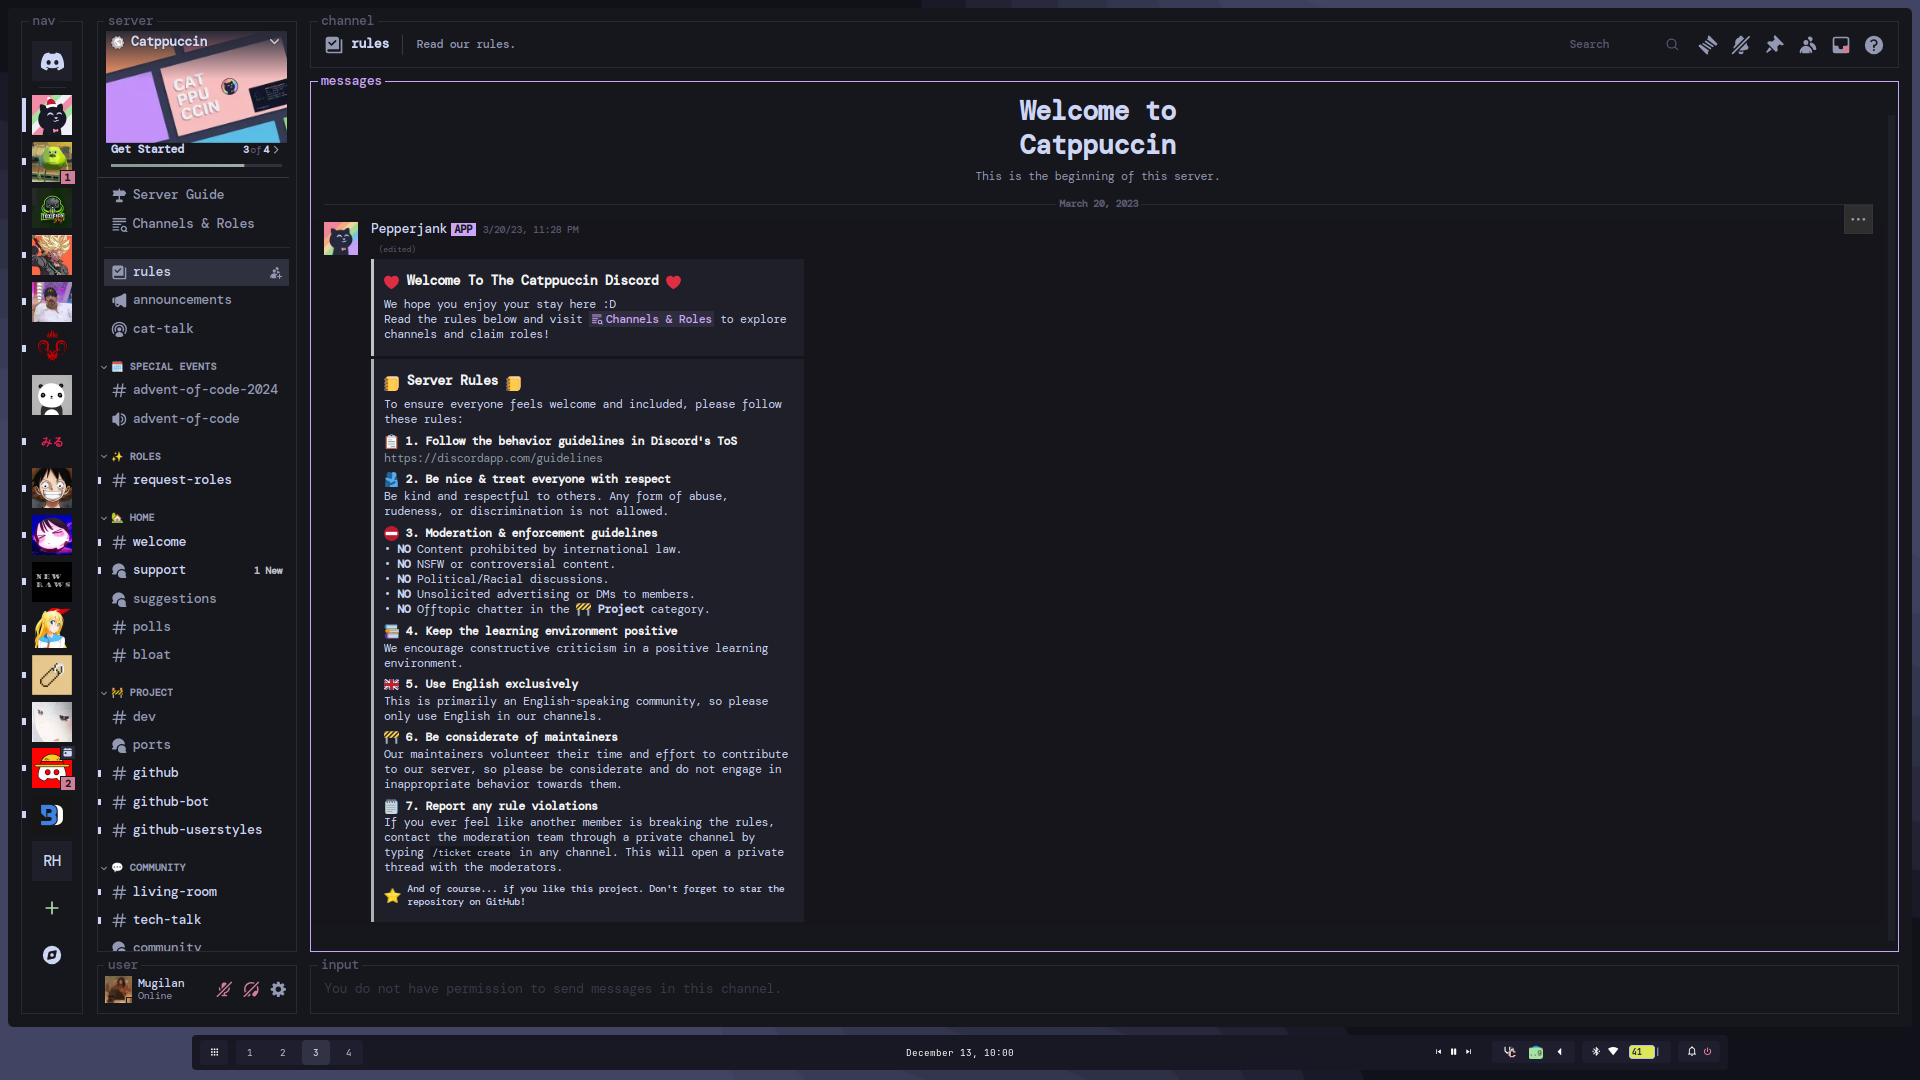 nav
server
channel
Catppuccin
CAT
PPU
CCIN
Get Started
3 of 4
Server Guide
Channels & Roles
rules
announcements
cat-talk
SPECIAL EVENTS
advent-of-code-2024
advent-of-code
ROLES
request-roles
HOME
welcome
support
1 New
suggestions
polls
bloat
PROJECT
dev
ports
github
github-bot
github-userstyles
COMMUNITY
living-room
tech-talk
community
1
みる
NEW
RAWS
2
RH
user
Mugilan
Online
rules
Read our rules.
Search
messages
Welcome to
Catppuccin
This is the beginning of this server.
March 20, 2023
Pepperjank APP 3/20/23, 11:28 PM
(edited)
Welcome To The Catppuccin Discord
We hope you enjoy your stay here :D
Read the rules below and visit Channels & Roles to explore
channels and claim roles!
Server Rules
To ensure everyone feels welcome and included, please follow
these rules:
1. Follow the behavior guidelines in Discord's ToS
https://discordapp.com/guidelines
2. Be nice & treat everyone with respect
Be kind and respectful to others. Any form of abuse,
rudeness, or discrimination is not allowed.
3. Moderation & enforcement guidelines
• NO Content prohibited by international law.
• NO NSFW or controversial content.
• NO Political/Racial discussions.
• NO Unsolicited advertising or DMs to members.
• NO Offtopic chatter in the 🚧 Project category.
4. Keep the learning environment positive
We encourage constructive criticism in a positive learning
environment.
5. Use English exclusively
This is primarily an English-speaking community, so please
only use English in our channels.
6. Be considerate of maintainers
Our maintainers volunteer their time and effort to contribute
to our server, so please be considerate and do not engage in
inappropriate behavior towards them.
7. Report any rule violations
If you ever feel like another member is breaking the rules,
contact the moderation team through a private channel by
typing /ticket create in any channel. This will open a private
thread with the moderators.
And of course... if you like this project. Don't forget to star the
repository on GitHub!
input
You do not have permission to send messages in this channel.
1 2 3 4
December 13, 10:00
41